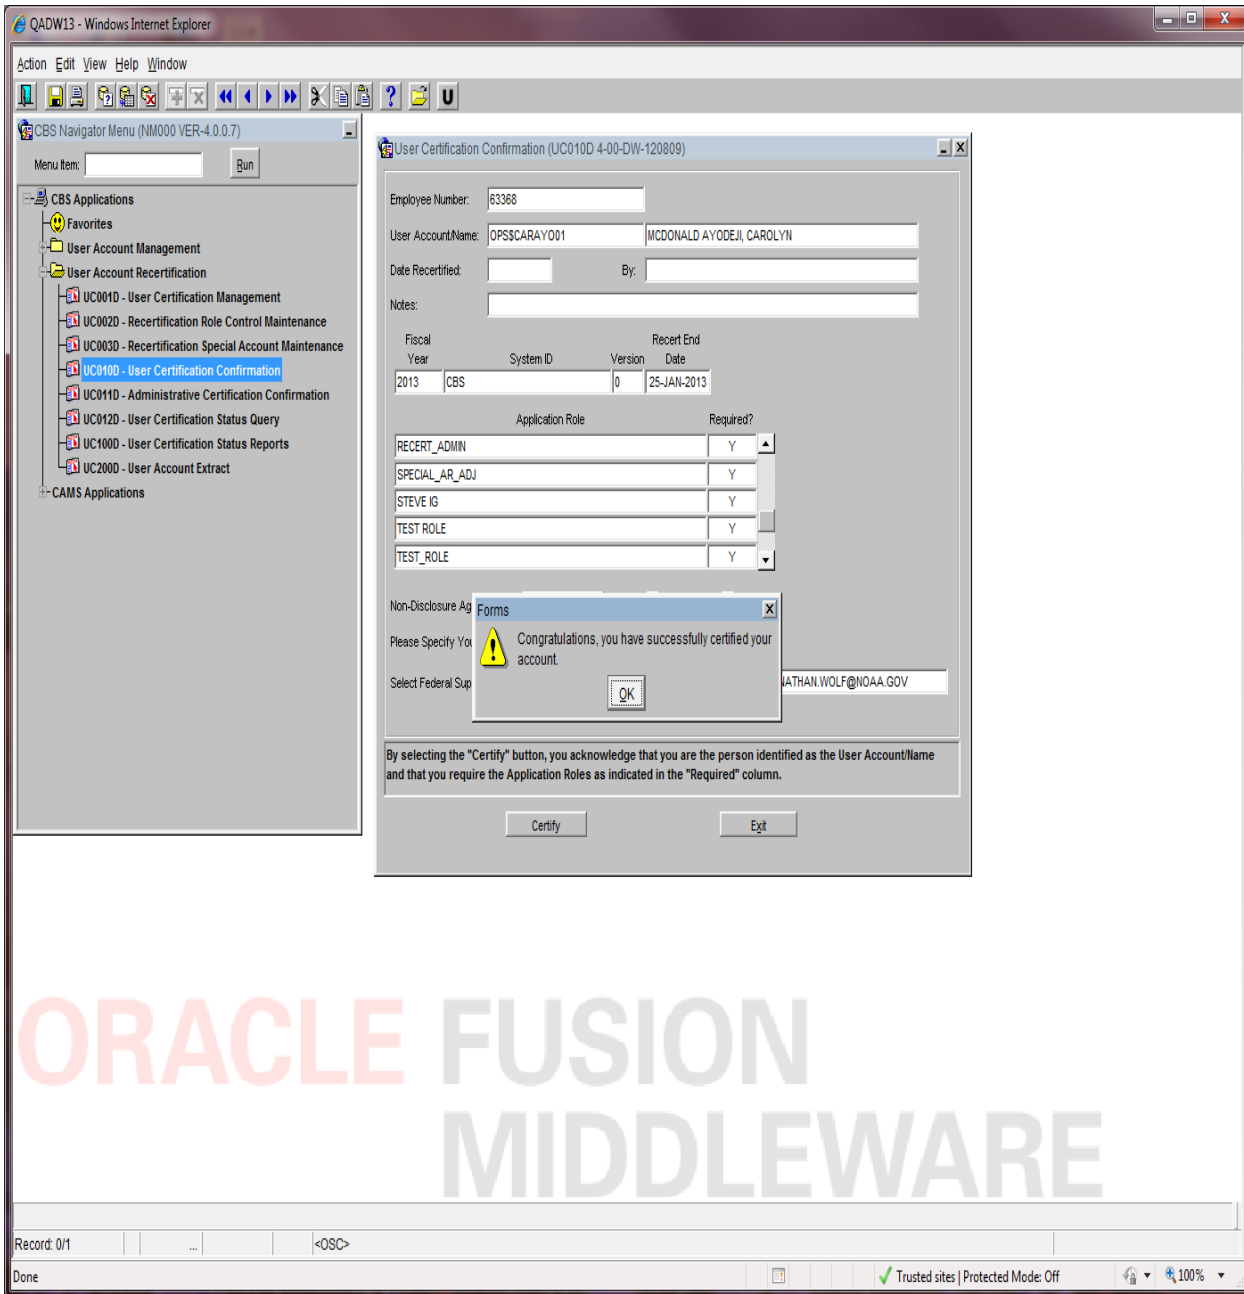 QADW13 - Windows Internet Explorer
Action Edit View Help Window
CBS Navigator Menu (NM000 VER-4.0.0.7)
Menu Item:
Run
CBS Applications
Favorites
User Account Management
User Account Recertification
UC001D - User Certification Management
UC002D - Recertification Role Control Maintenance
UC003D - Recertification Special Account Maintenance
UC010D - User Certification Confirmation
UC011D - Administrative Certification Confirmation
UC012D - User Certification Status Query
UC100D - User Certification Status Reports
UC200D - User Account Extract
CAMS Applications
User Certification Confirmation (UC010D 4-00-DW-120809)
Employee Number: 63368
User Account/Name: OPS$CARAYO01 MCDONALD AYODEJI, CAROLYN
Date Recertified: By:
Notes:
Fiscal Recert End
Year System ID Version Date
2013 CBS 0 25-JAN-2013
Application Role Required?
RECERT_ADMIN Y
SPECIAL_AR_ADJ Y
STEVE IG Y
TEST ROLE Y
TEST_ROLE Y
Non-Disclosure Ag
Forms
Congratulations, you have successfully certified your
account.
OK
Please Specify You
Select Federal Sup
NATHAN.WOLF@NOAA.GOV
By selecting the "Certify" button, you acknowledge that you are the person identified as the User Account/Name
and that you require the Application Roles as indicated in the "Required" column.
Certify Exit
ORACLE FUSION
MIDDLEWARE
Record: 0/1 ... <OSC>
Done Trusted sites | Protected Mode: Off 100%